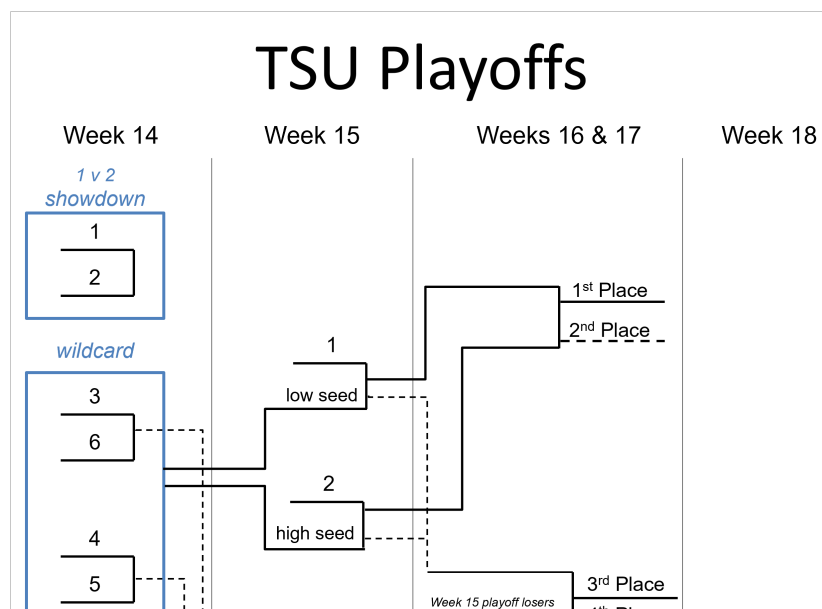 TSU Playoffs
Week 14
Week 15
Weeks 16 & 17
Week 18
1 v 2
showdown
1
2
wildcard
3
6
4
5
1
low seed
2
high seed
1st Place
2nd Place
3rd Place
Week 15 playoff losers